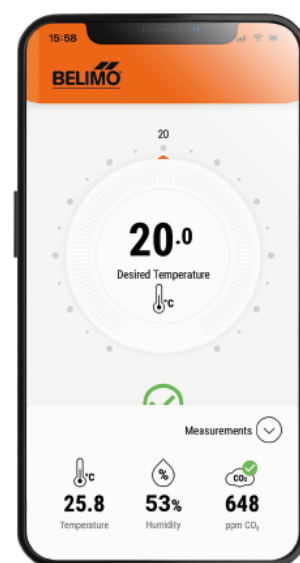 15:58
BELIMO
20
20.0
Desired Temperature
°C
Measurements
°C
%
CO₂
25.8
53%
648
Temperature
Humidity
ppm CO₂